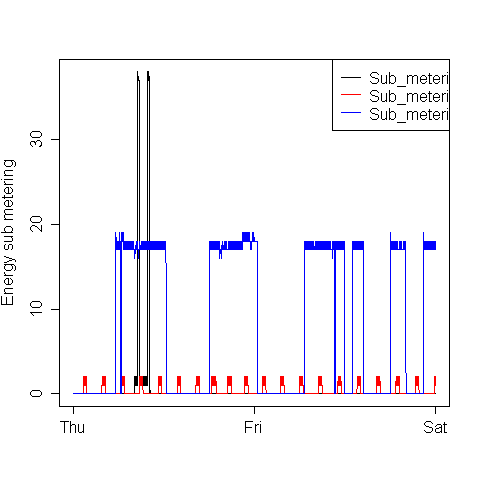 Sub_meteri
Sub_meteri
Sub_meteri
Energy sub metering
30
20
10
0
Thu
Fri
Sat